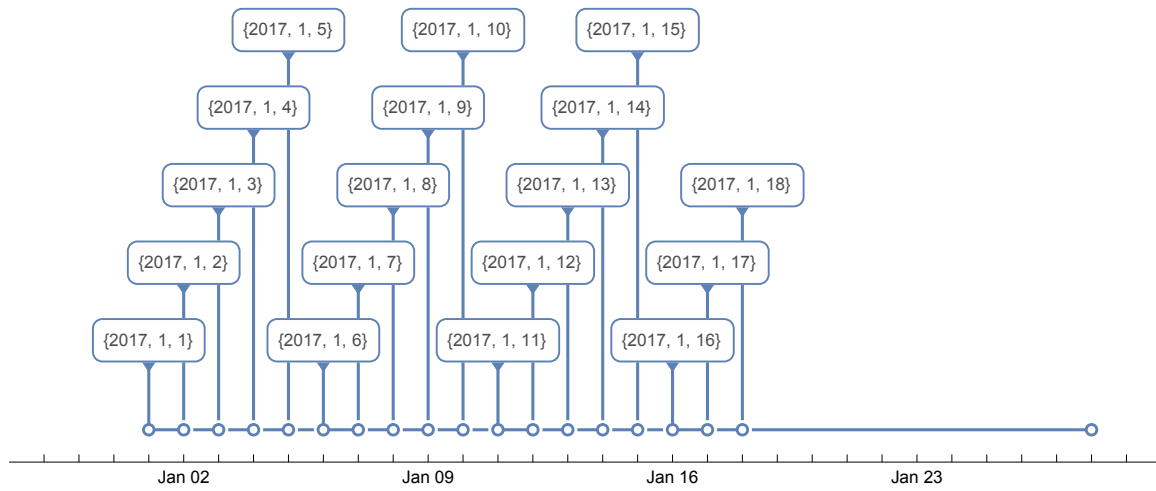 {2017, 1, 5} {2017, 1, 10} {2017, 1, 15}
{2017, 1, 4} {2017, 1, 9} {2017, 1, 14}
{2017, 1, 3} {2017, 1, 8} {2017, 1, 13} {2017, 1, 18}
{2017, 1, 2} {2017, 1, 7} {2017, 1, 12} {2017, 1, 17}
{2017, 1, 1} {2017, 1, 6} {2017, 1, 11} {2017, 1, 16}
Jan 02 Jan 09 Jan 16 Jan 23